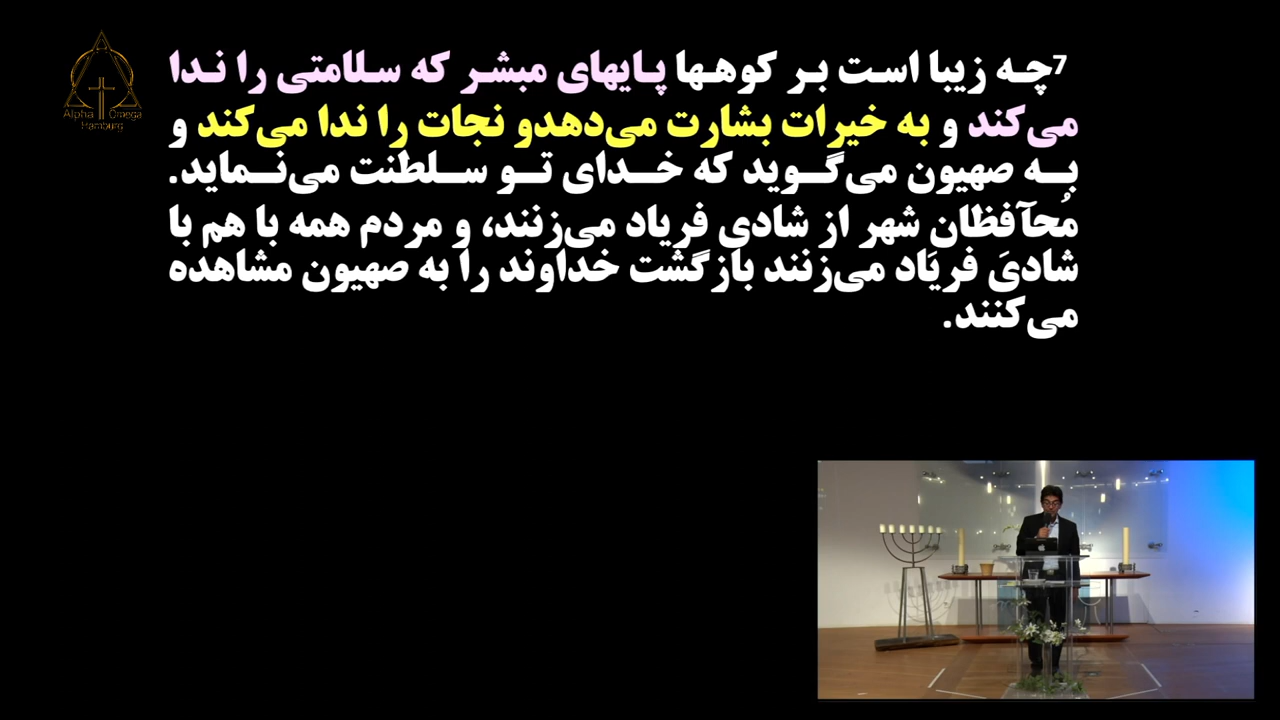 7چه زیبا است بر کوهها پایهای مبشر که سلامتی را ندا
می‌کند و به خیرات بشارت می‌دهدو نجات را ندا می‌کند و
به صهیون می‌گوید که خدای تو سلطنت می‌نماید.
مُحآفظان شهر از شادی فریاد می‌زنند، و مردم همه با هم با
شادیَ فریَاد می‌زنند بازگشت خداوند را به صهیون مشاهده
می‌کنند.
Alpha Omega
Hamburg